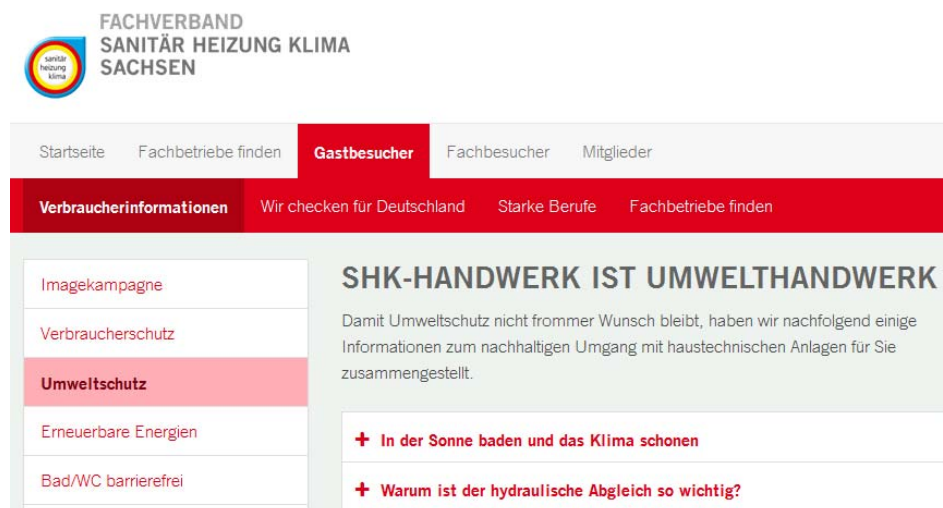 FACHVERBAND
SANITÄR HEIZUNG KLIMA
SACHSEN
sanitär
heizung
klima
Startseite Fachbetriebe finden Gastbesucher Fachbesucher Mitglieder
Verbraucherinformationen Wir checken für Deutschland Starke Berufe Fachbetriebe finden
Imagekampagne
Verbraucherschutz
Umweltschutz
Erneuerbare Energien
Bad/WC barrierefrei
SHK-HANDWERK IST UMWELTHANDWERK
Damit Umweltschutz nicht frommer Wunsch bleibt, haben wir nachfolgend einige
Informationen zum nachhaltigen Umgang mit haustechnischen Anlagen für Sie
zusammengestellt.
+ In der Sonne baden und das Klima schonen
+ Warum ist der hydraulische Abgleich so wichtig?